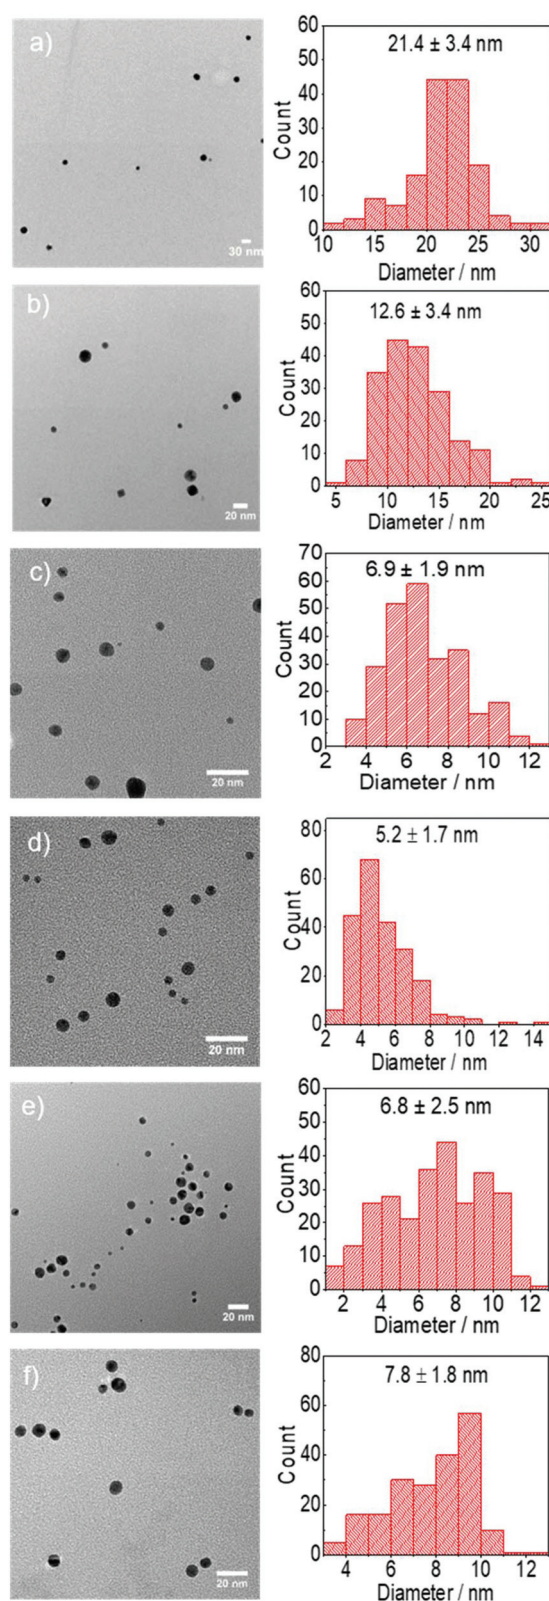 a)
30 nm
21.4 ± 3.4 nm
Count
60
50
40
30
20
10
0
10 15 20 25 30
Diameter / nm
b)
20 nm
12.6 ± 3.4 nm
Count
60
50
40
30
20
10
0
5 10 15 20 25
Diameter / nm
c)
20 nm
6.9 ± 1.9 nm
Count
70
60
50
40
30
20
10
0
2 4 6 8 10 12
Diameter / nm
d)
20 nm
5.2 ± 1.7 nm
Count
80
60
40
20
0
2 4 6 8 10 12 14
Diameter / nm
e)
20 nm
6.8 ± 2.5 nm
Count
60
50
40
30
20
10
0
2 4 6 8 10 12
Diameter / nm
f)
20 nm
7.8 ± 1.8 nm
Count
80
60
40
20
0
4 6 8 10 12
Diameter / nm